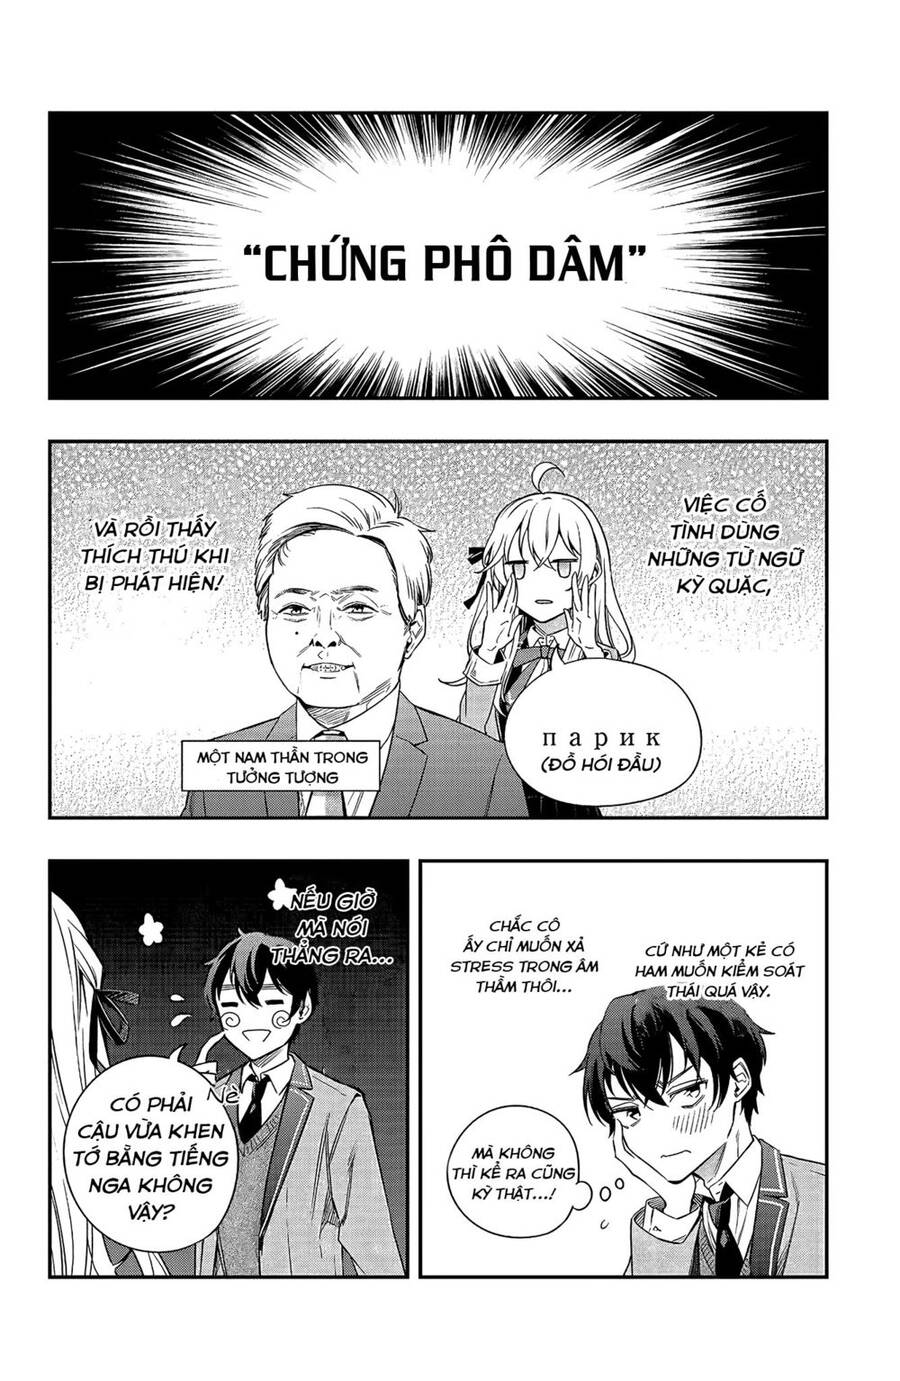 “CHỨNG PHÔ DÂM”
VIỆC CỐ
TÌNH DÙNG
NHỮNG TỪ NGỮ
KỲ QUẶC,
VÀ RỒI THẤY
THÍCH THÚ KHI
BỊ PHÁT HIỆN!
парик
(ĐỒ HÓI ĐẦU)
MỘT NAM THẦN TRONG
TƯỞNG TƯỢNG
CỨ NHƯ MỘT KẺ CÓ
HAM MUỐN KIỂM SOÁT
THÁI QUÁ VẬY.
CHẮC CÔ
ẤY CHỈ MUỐN XẢ
STRESS TRONG ÂM
THẦM THÔI...
MÀ KHÔNG
THÌ KỂ RA CŨNG
KỲ THẬT...!
NẾU GIỜ
MÀ NÓI
THẲNG RA...
Nè
CÓ PHẢI
CẬU VỪA KHEN
TỚ BẰNG TIẾNG
NGA KHÔNG
VẬY?